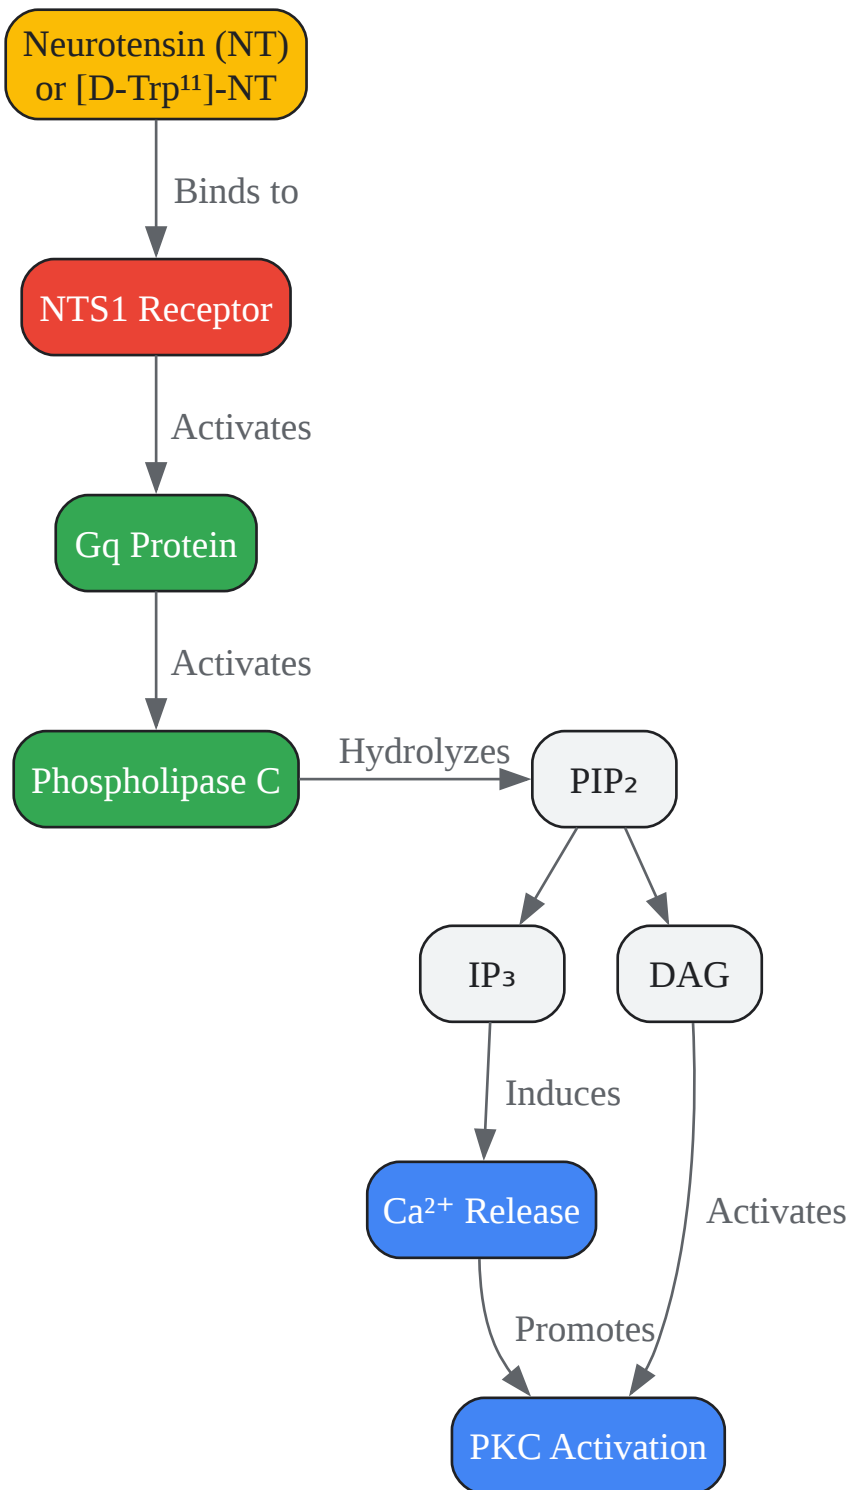 Neurotensin (NT)
or [D-Trp¹¹]-NT
Binds to
NTS1 Receptor
Activates
Gq Protein
Activates
Phospholipase C
Hydrolyzes
PIP₂
IP₃
DAG
Induces
Ca²⁺ Release
Activates
Promotes
PKC Activation